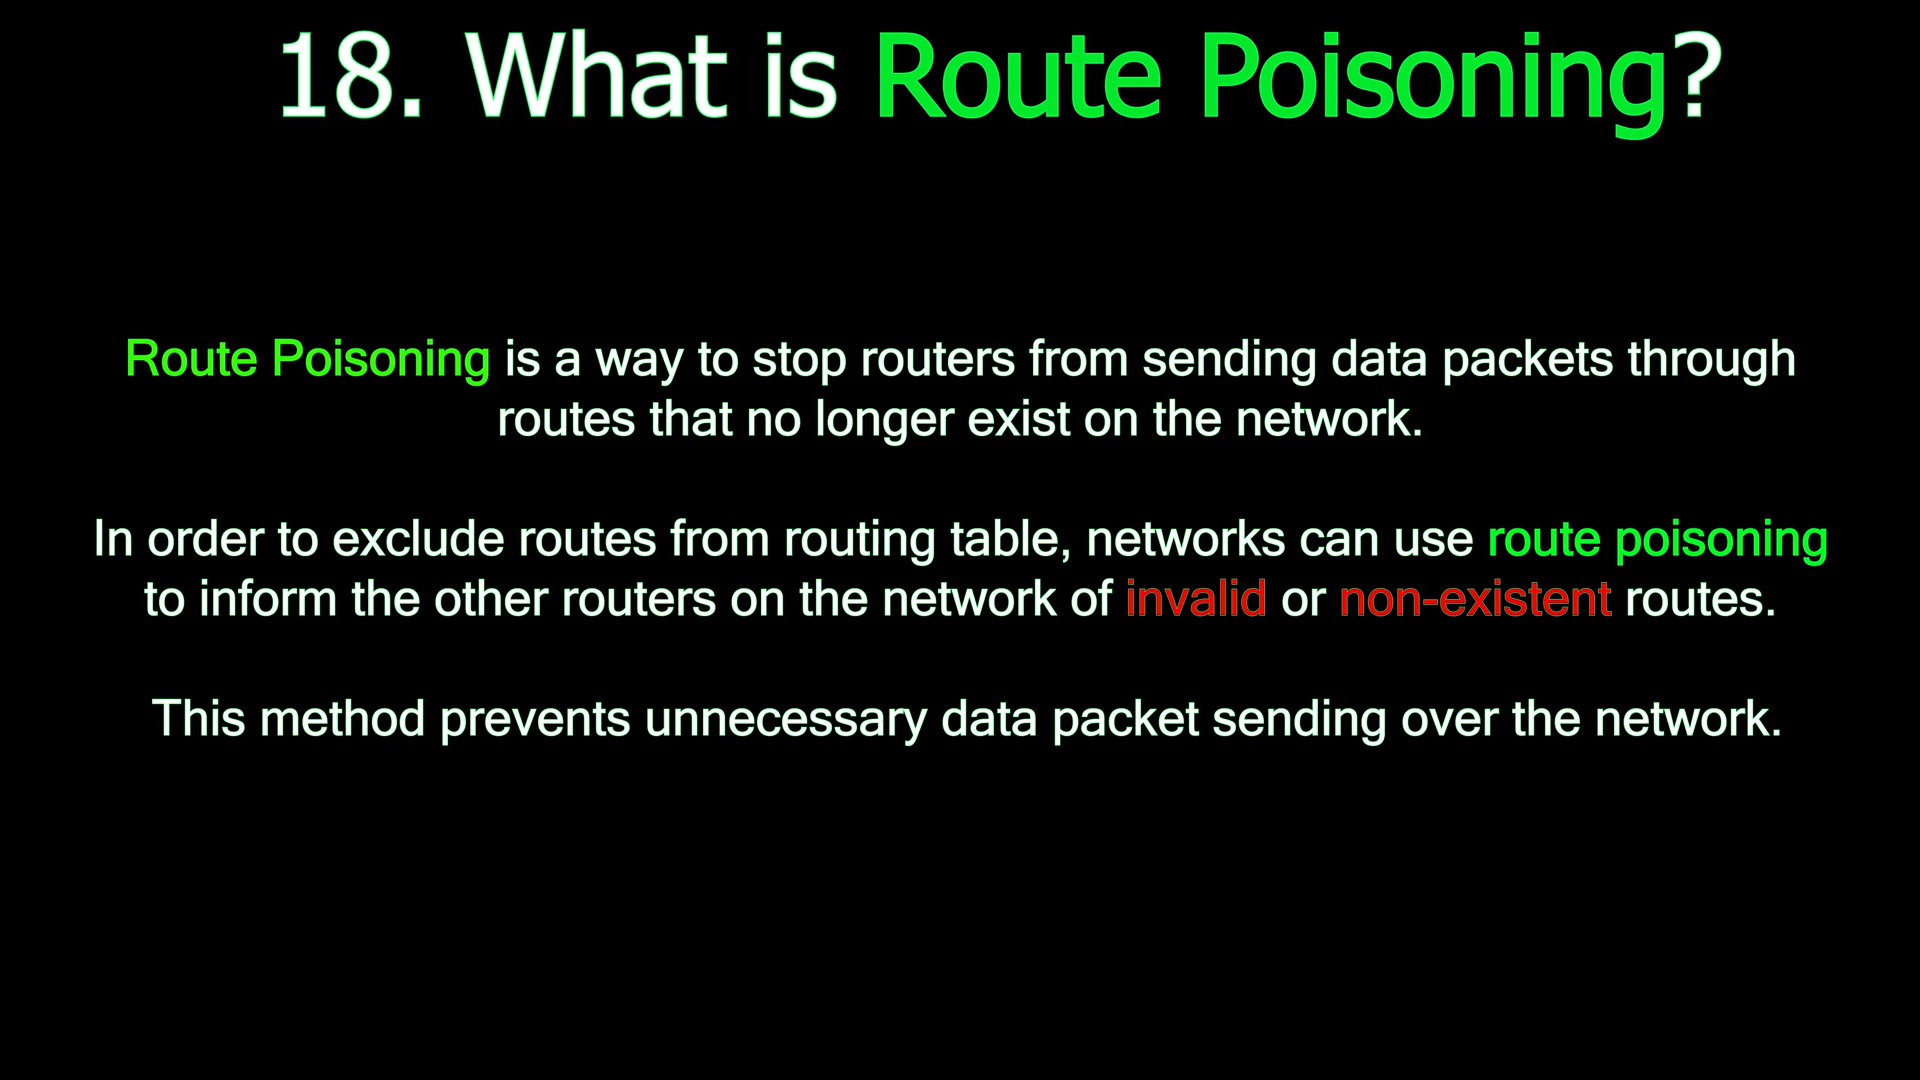 18. What is Route Poisoning?
Route Poisoning is a way to stop routers from sending data packets through
routes that no longer exist on the network.
In order to exclude routes from routing table, networks can use route poisoning
to inform the other routers on the network of invalid or non-existent routes.
This method prevents unnecessary data packet sending over the network.